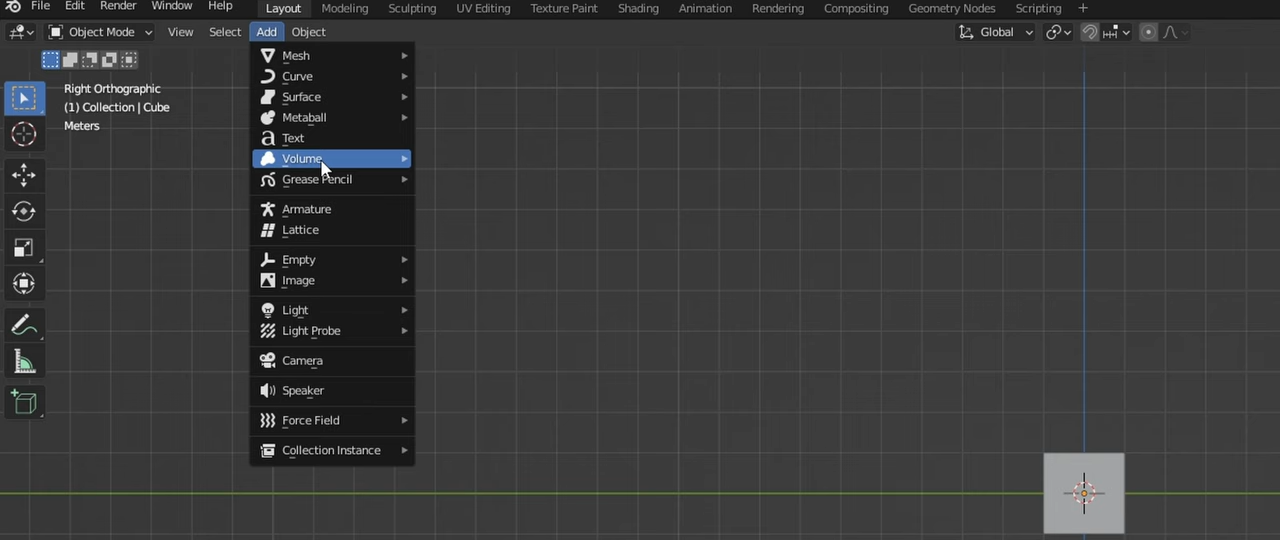 File Edit Render Window Help Layout Modeling Sculpting UV Editing Texture Paint Shading Animation Rendering Compositing Geometry Nodes Scripting +
Object Mode View Select Add Object Global
Right Orthographic
(1) Collection | Cube
Meters
Mesh
Curve
Surface
Metaball
Text
Volume
Grease Pencil
Armature
Lattice
Empty
Image
Light
Light Probe
Camera
Speaker
Force Field
Collection Instance